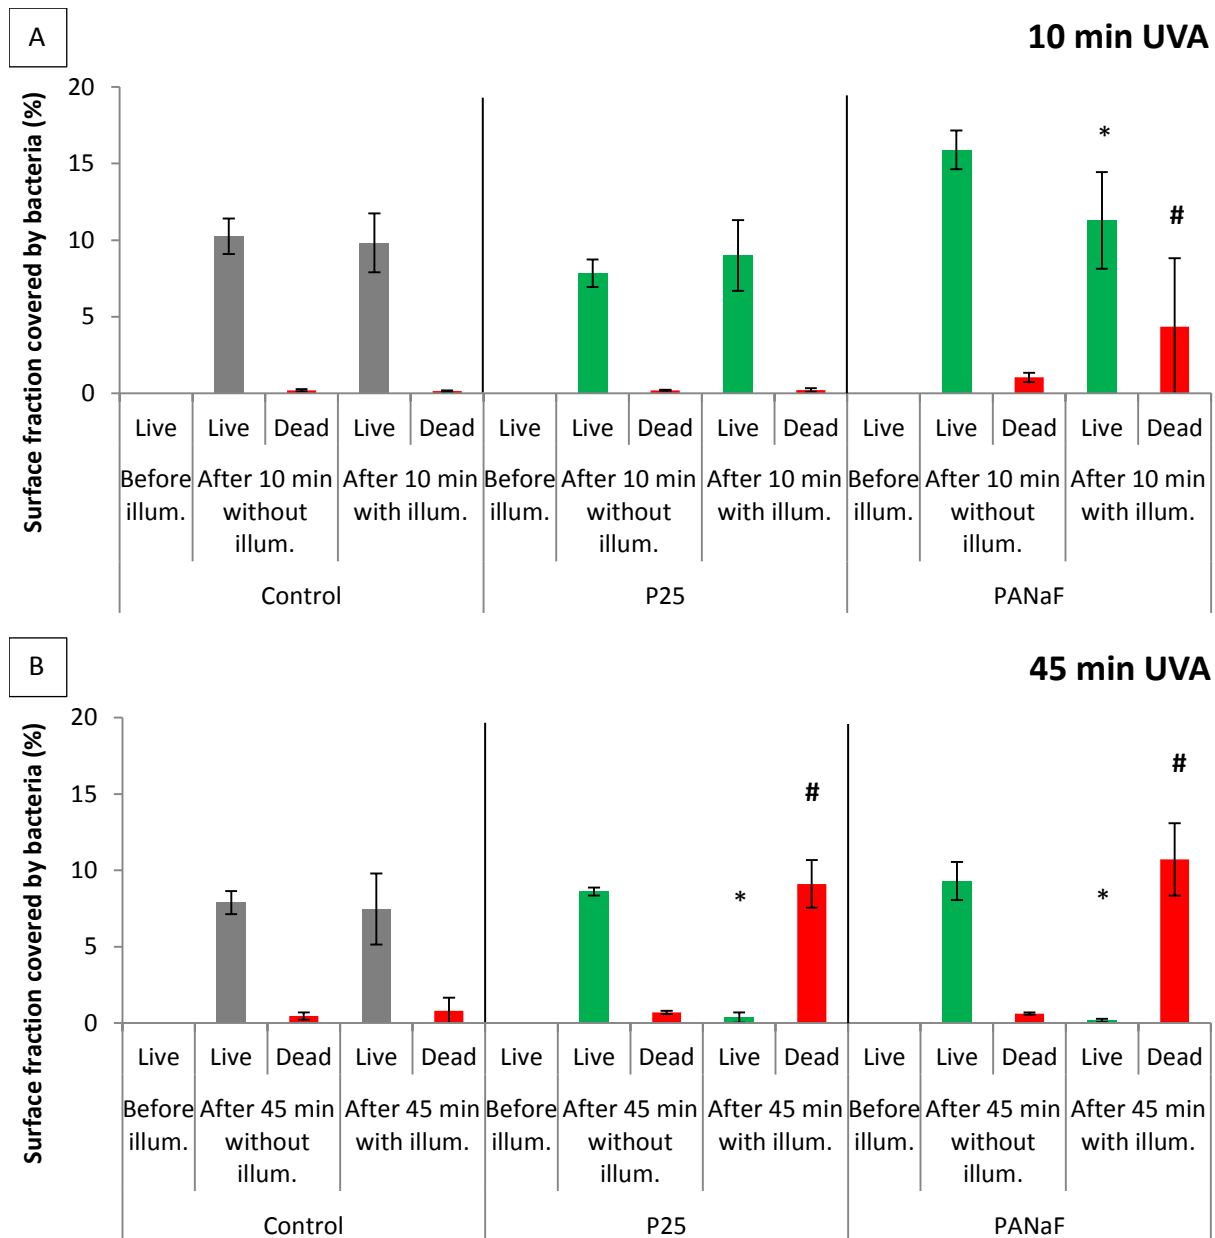 A
10 min UVA
Surface fraction covered by bacteria (%)
20
15
10
5
0
*
#
Live Live Dead Live Dead Live Live Dead Live Dead Live Live Dead Live Dead
Before After 10 min After 10 min Before After 10 min After 10 min Before After 10 min After 10 min
illum. without with illum. illum. without with illum. illum. without with illum.
illum. illum. illum.
Control P25 PANaF
B
45 min UVA
Surface fraction covered by bacteria (%)
20
15
10
5
0
*
#
*
#
Live Live Dead Live Dead Live Live Dead Live Dead Live Live Dead Live Dead
Before After 45 min After 45 min Before After 45 min After 45 min Before After 45 min After 45 min
illum. without with illum. illum. without with illum. illum. without with illum.
illum. illum. illum.
Control P25 PANaF